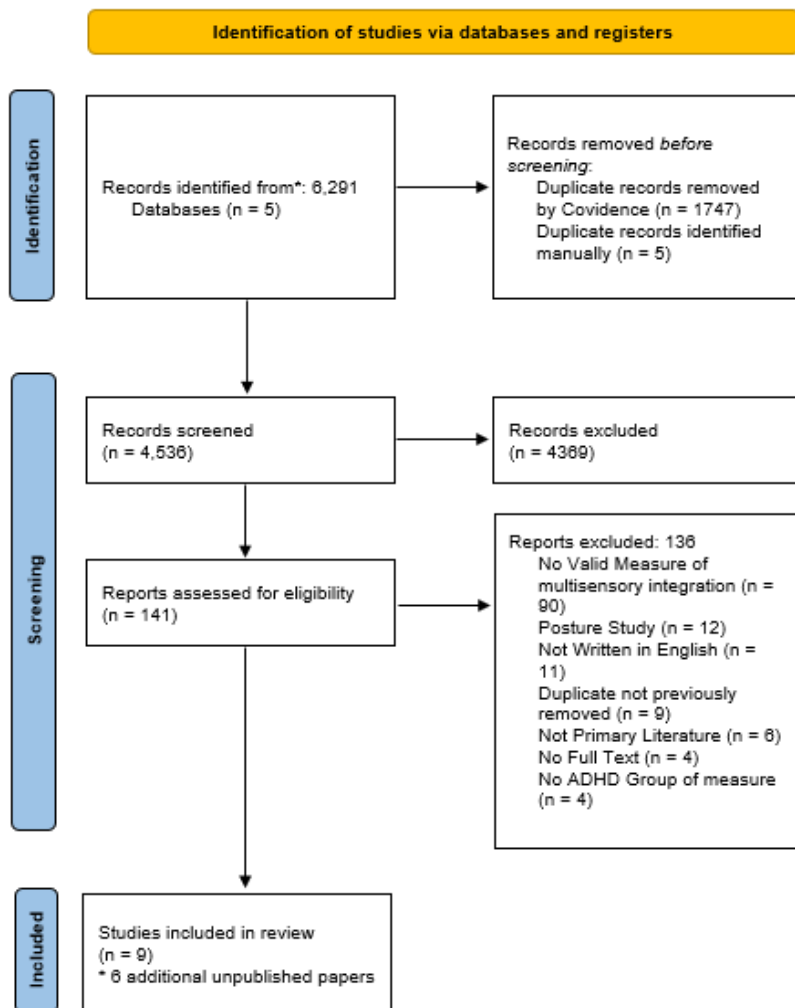 Identification of studies via databases and registers
Identification
Records identified from*: 6,291
Databases (n = 5)
Records removed before
screening:
Duplicate records removed
by Covidence (n = 1747)
Duplicate records identified
manually (n = 5)
Screening
Records screened
(n = 4,536)
Records excluded
(n = 4369)
Reports assessed for eligibility
(n = 141)
Reports excluded: 136
No Valid Measure of
multisensory integration (n =
90)
Posture Study (n = 12)
Not Written in English (n =
11)
Duplicate not previously
removed (n = 9)
Not Primary Literature (n = 6)
No Full Text (n = 4)
No ADHD Group of measure
(n = 4)
Included
Studies included in review
(n = 9)
* 6 additional unpublished papers